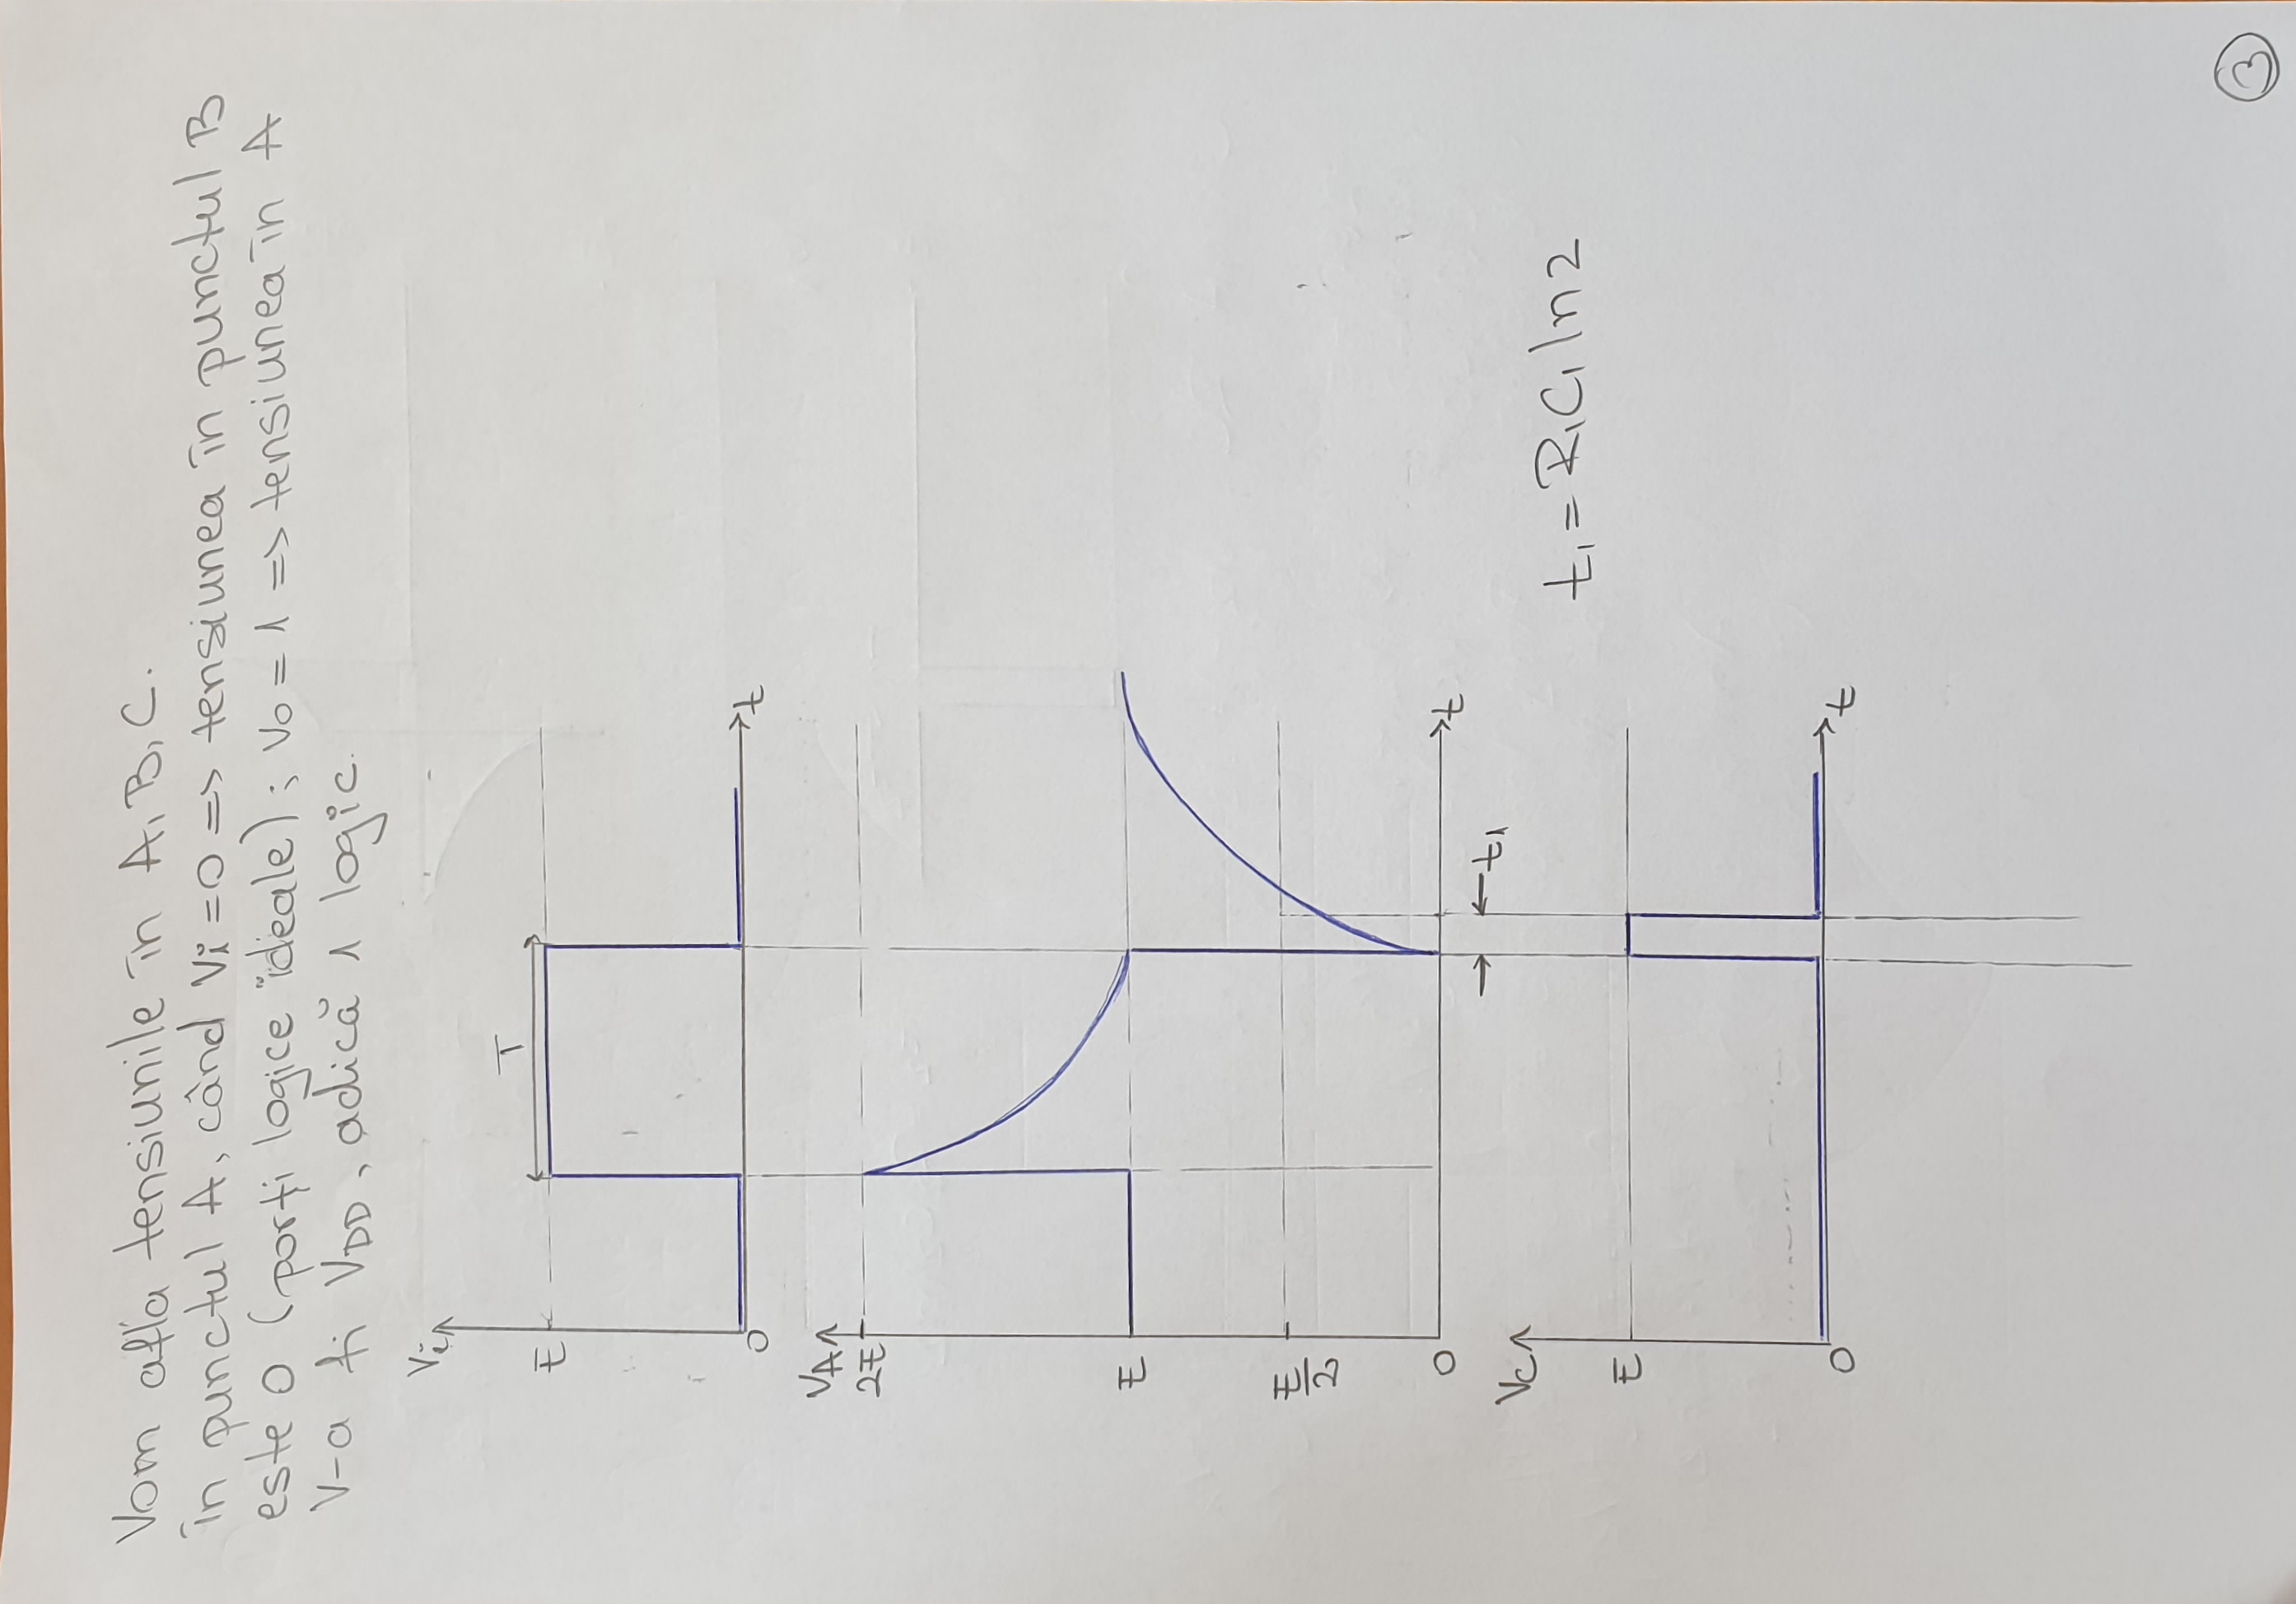 Vom afla tensiunile în A, B, C.
în punctul A, când Vi = 0 => tensiunea în punctul B
este 0 (porți logice ideale); Vo = 1 => tensiunea în A
V-a fi VDD, adică 1 logic.
Vi
T
E
0
t
VA
2E
E
E/2
0
t
t1
VC
t1 = R1C1 ln2
E
0
t
3